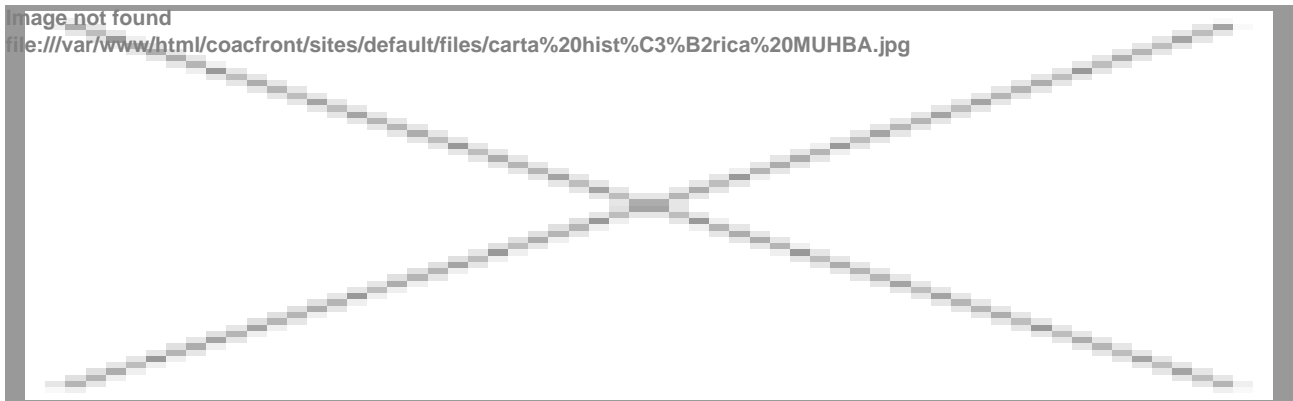 Image not found
file:///var/www/html/coacfront/sites/default/files/carta%20hist%C3%B2rica%20MUHBA.jpg